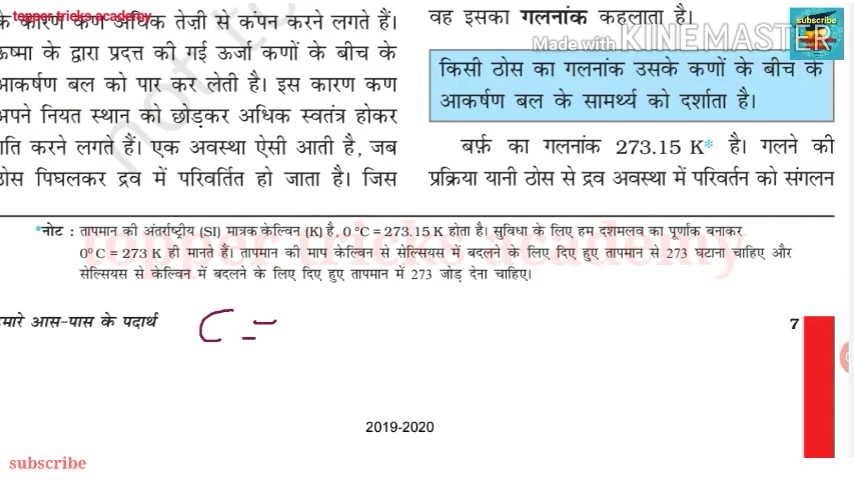 topper tricks academy
के कारण कण अधिक तेज़ी से कंपन करने लगते हैं।
ऊष्मा के द्वारा प्रदत्त की गई ऊर्जा कणों के बीच के
आकर्षण बल को पार कर लेती है। इस कारण कण
अपने नियत स्थान को छोड़कर अधिक स्वतंत्र होकर
गति करने लगते हैं। एक अवस्था ऐसी आती है, जब
ठोस पिघलकर द्रव में परिवर्तित हो जाता है। जिस
वह इसका गलनांक कहलाता है।
Made with KINEMASTER
subscribe
किसी ठोस का गलनांक उसके कणों के बीच के
आकर्षण बल के सामर्थ्य को दर्शाता है।
बर्फ़ का गलनांक 273.15 K* है। गलने की
प्रक्रिया यानी ठोस से द्रव अवस्था में परिवर्तन को संगलन
*नोट : तापमान की अंतर्राष्ट्रीय (SI) मात्रक केल्विन (K) है, 0 °C = 273.15 K होता है। सुविधा के लिए हम दशमलव का पूर्णांक बनाकर
0° C = 273 K ही मानते हैं। तापमान की माप केल्विन से सेल्सियस में बदलने के लिए दिए हुए तापमान से 273 घटाना चाहिए और
सेल्सियस से केल्विन में बदलने के लिए दिए हुए तापमान में 273 जोड़ देना चाहिए।
topper tricks academy
हमारे आस-पास के पदार्थ
7
2019-2020
subscribe